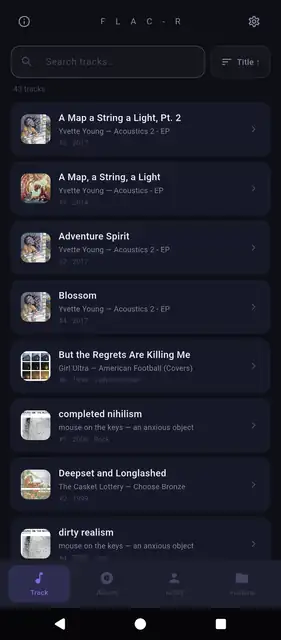 F L A C - R
Search tracks...
Title ↑
43 tracks
A Map a String a Light, Pt. 2
Yvette Young — Acoustics 2 - EP
A Map, a String, a Light
Yvette Young — Acoustics - EP
Adventure Spirit
Yvette Young — Acoustics 2 - EP
Blossom
Yvette Young — Acoustics 2 - EP
But the Regrets Are Killing Me
Girl Ultra — American Football (Covers)
completed nihilism
mouse on the keys — an anxious object
Deepset and Longlashed
The Casket Lottery — Choose Bronze
dirty realism
mouse on the keys — an anxious object
Track